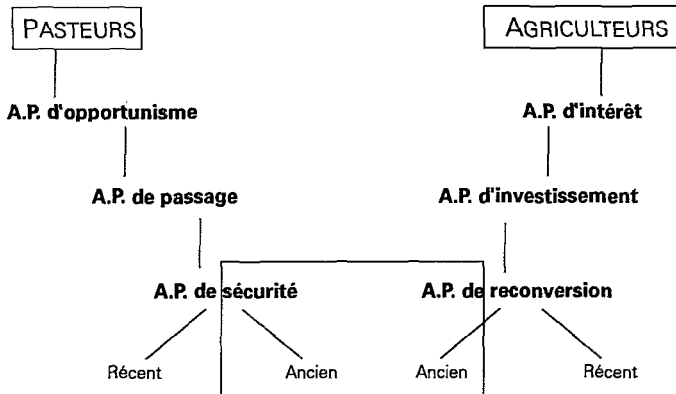 PASTEURS
AGRICULTEURS
A.P. d'opportunisme
A.P. d'intérêt
A.P. de passage
A.P. d'investissement
A.P. de sécurité
A.P. de reconversion
Récent
Ancien
Ancien
Récent